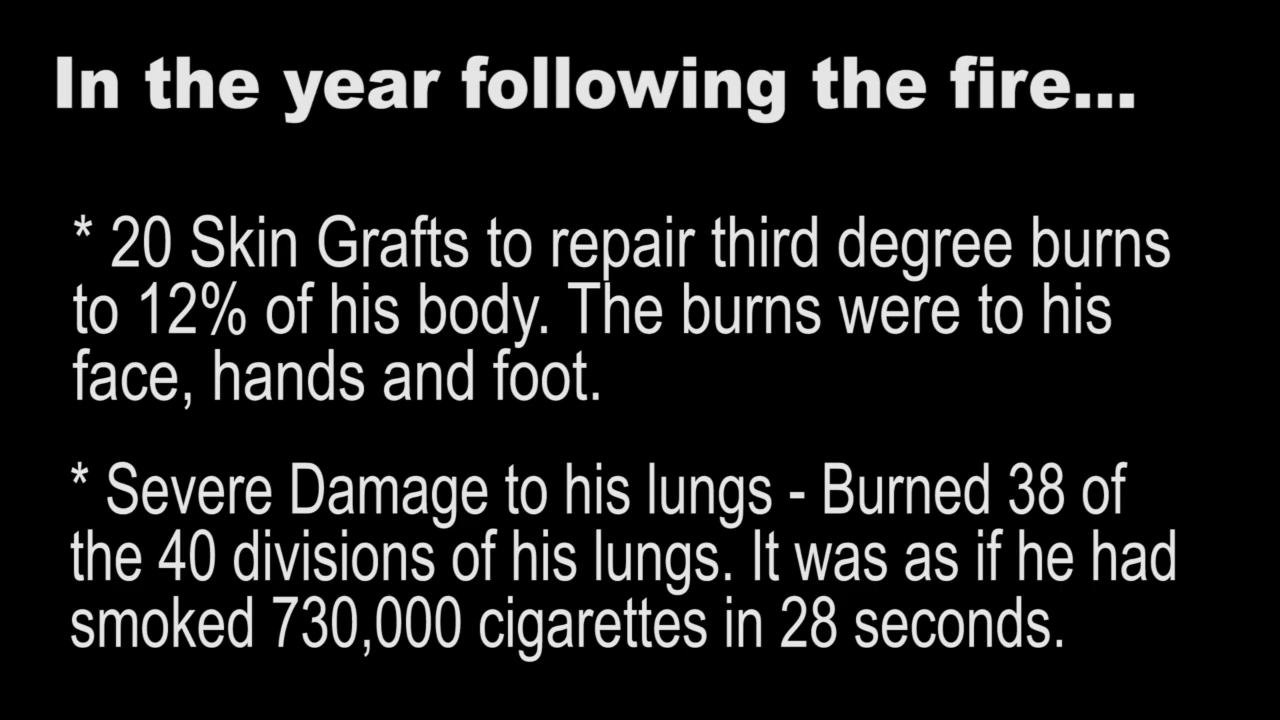 In the year following the fire...
* 20 Skin Grafts to repair third degree burns
to 12% of his body. The burns were to his
face, hands and foot.
* Severe Damage to his lungs - Burned 38 of
the 40 divisions of his lungs. It was as if he had
smoked 730,000 cigarettes in 28 seconds.